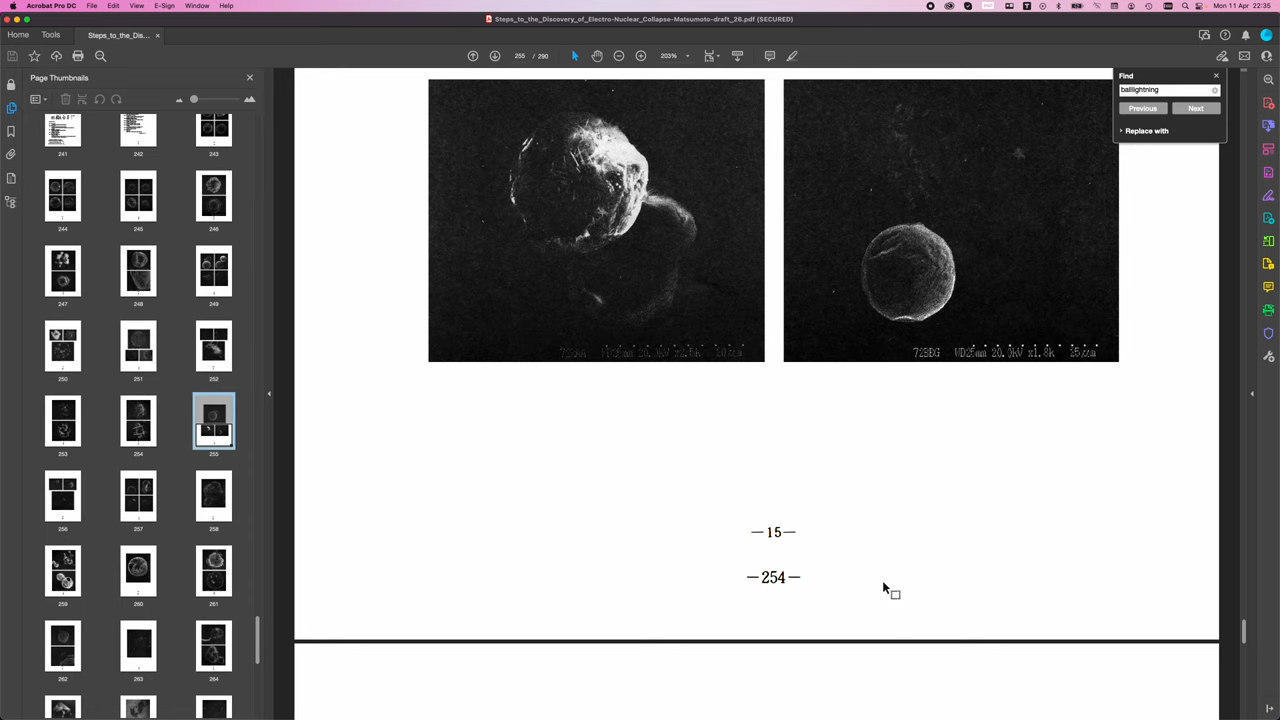 Acrobat Pro DC File Edit View E-Sign Window Help Mon 11 Apr 22:35
Steps_to_the_Discovery_of_Electro-Nuclear_Collapse-Matsumoto-draft_26.pdf (SECURED)
Home Tools Steps_to_the_Dis... ×
255 / 290 203%
Page Thumbnails
Find
balllightning
Previous Next
Replace with
241 242 243
244 245 246
247 248 249
250 251 252
253 254 255
256 257 258
259 260 261
262 263 264
72BBG WD25mm 20.0kV x1.8k 25um
—15—
—254—